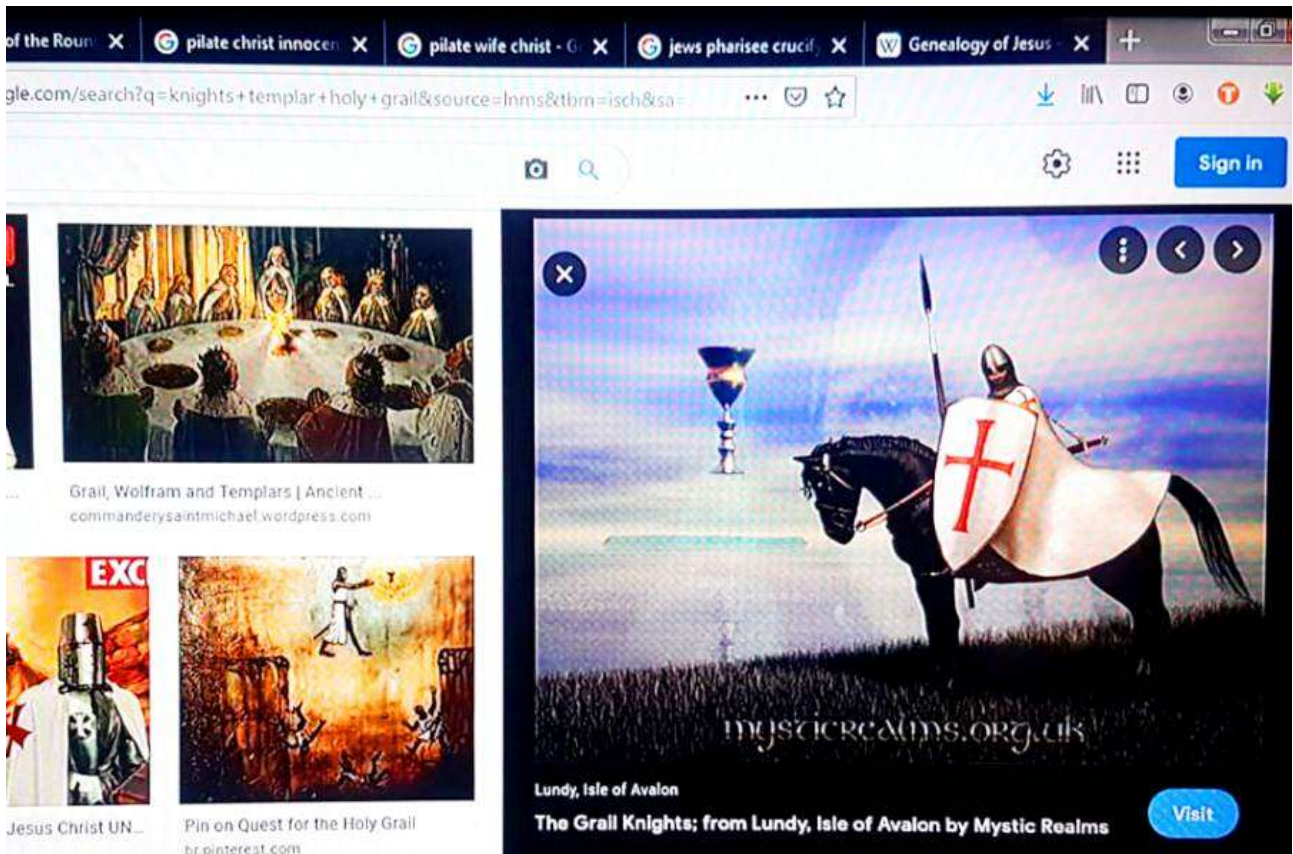 of the Roun
pilate christ innocen
pilate wife christ - G
jews pharisee crucif
Genealogy of Jesus -
gle.com/search?q=knights+templar+holy+grail&source=lnms&tbm=isch&sa=
Sign in
Grail, Wolfram and Templars | Ancient ...
commanderysaintmichael.wordpress.com
EXC
mysticrealms.org.uk
Lundy, Isle of Avalon
The Grail Knights; from Lundy, Isle of Avalon by Mystic Realms
Visit
Jesus Christ UN...
Pin on Quest for the Holy Grail
br.pinterest.com